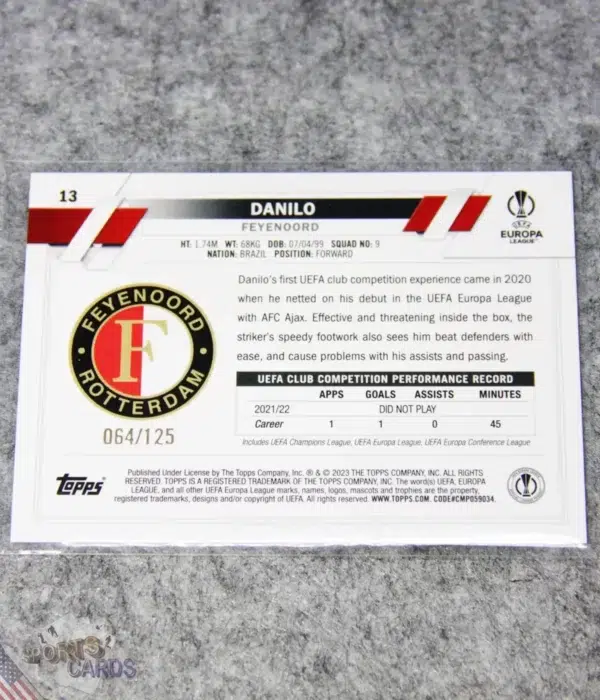 13
DANILO
FEYENOORD
HT: 1.74M WT: 68KG DOB: 07/04/99 SQUAD NO: 9
NATION: BRAZIL POSITION: FORWARD
UEFA
EUROPA
LEAGUE™
Danilo's first UEFA club competition experience came in 2020
when he netted on his debut in the UEFA Europa League
with AFC Ajax. Effective and threatening inside the box, the
striker's speedy footwork also sees him beat defenders with
ease, and cause problems with his assists and passing.
FEYENOORD
F
ROTTERDAM
064/125
UEFA CLUB COMPETITION PERFORMANCE RECORD
APPS GOALS ASSISTS MINUTES
2021/22 DID NOT PLAY
Career 1 1 0 45
Includes UEFA Champions League, UEFA Europa League, UEFA Europa Conference League
Topps
Published Under License by The Topps Company, Inc. ® & © 2023 THE TOPPS COMPANY, INC. ALL RIGHTS
RESERVED. TOPPS IS A REGISTERED TRADEMARK OF THE TOPPS COMPANY, INC. The word(s) UEFA, EUROPA
LEAGUE, and all other UEFA Europa League marks, names, logos, mascots and trophies are the property,
registered trademarks, designs and/or copyright of UEFA. All rights reserved. WWW.TOPPS.COM. CODE#CMP059034.
SPORTS
CARDS